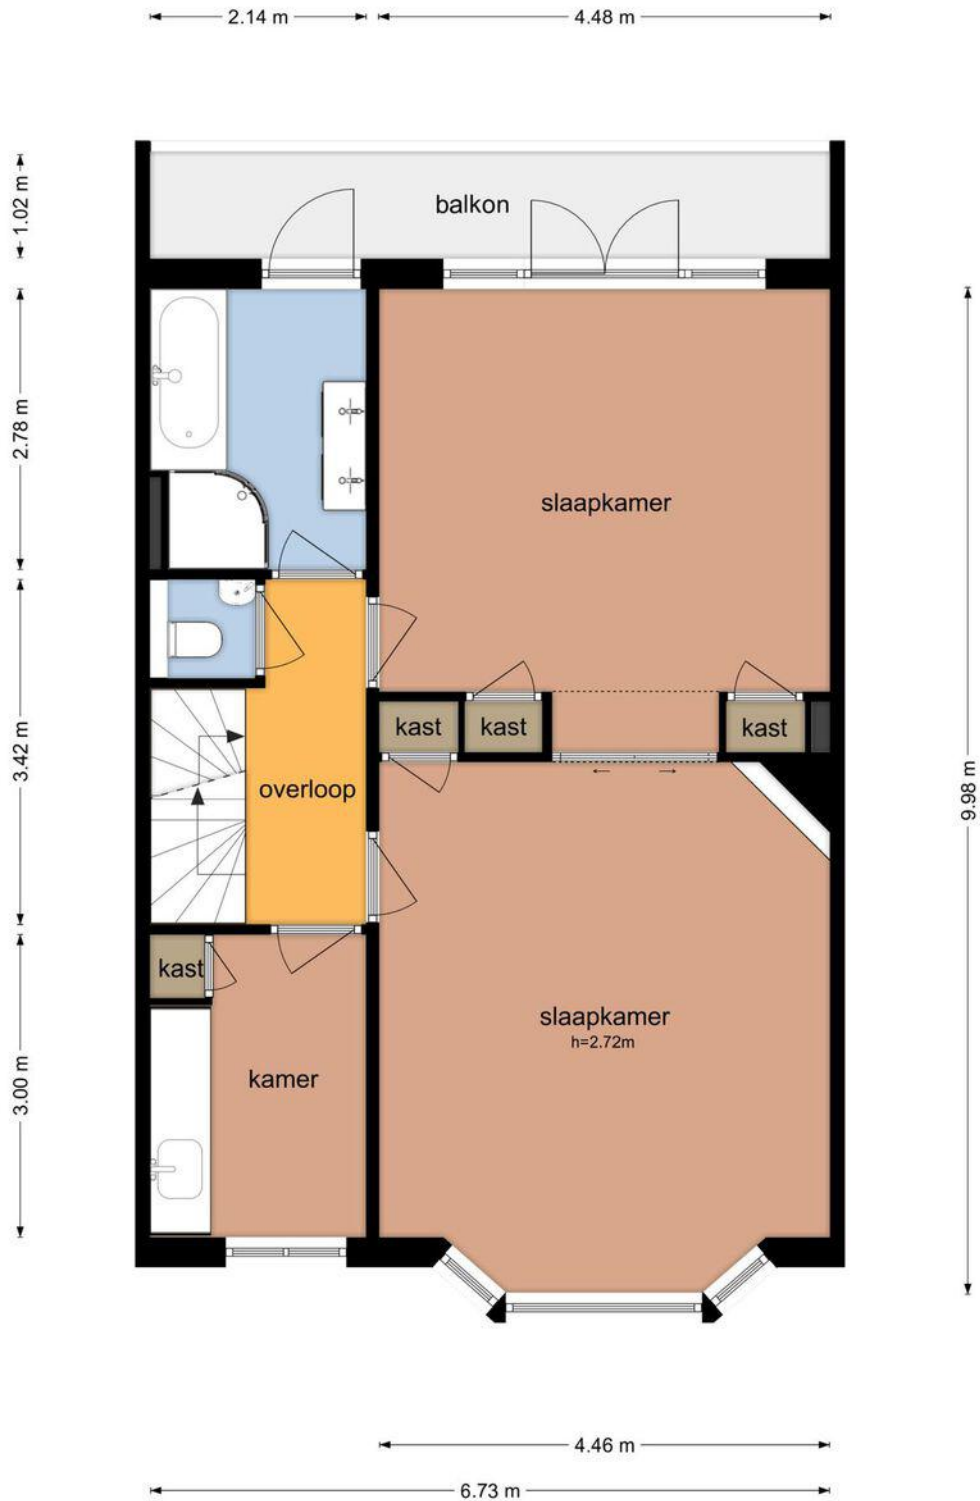 2.14 m
4.48 m
1.02 m
balkon
2.78 m
slaapkamer
3.42 m
kast
kast
kast
overloop
9.98 m
kast
slaapkamer
h=2.72m
kamer
3.00 m
4.46 m
6.73 m